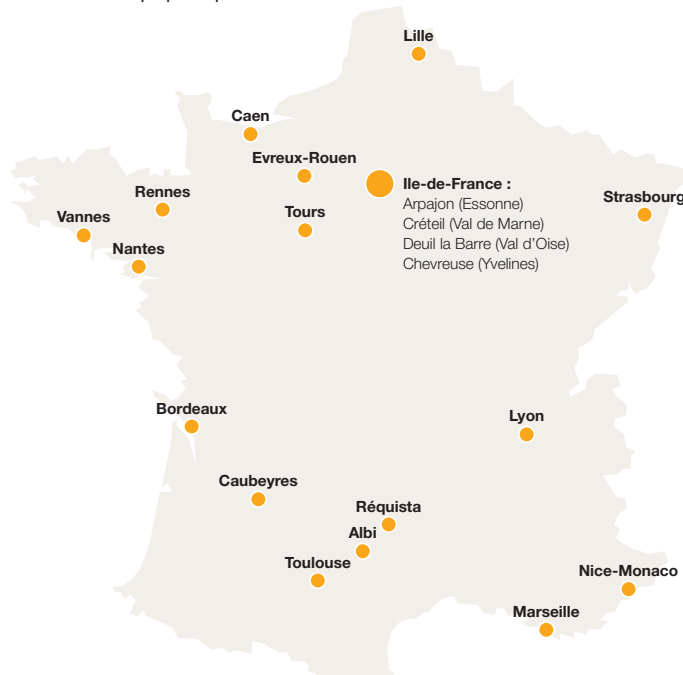 Lille
Caen
Evreux-Rouen
Ile-de-France :
Arpajon (Essonne)
Créteil (Val de Marne)
Deuil la Barre (Val d'Oise)
Chevreuse (Yvelines)
Rennes
Strasbourg
Vannes
Tours
Nantes
Bordeaux
Lyon
Caubeyres
Réquista
Albi
Toulouse
Nice-Monaco
Marseille